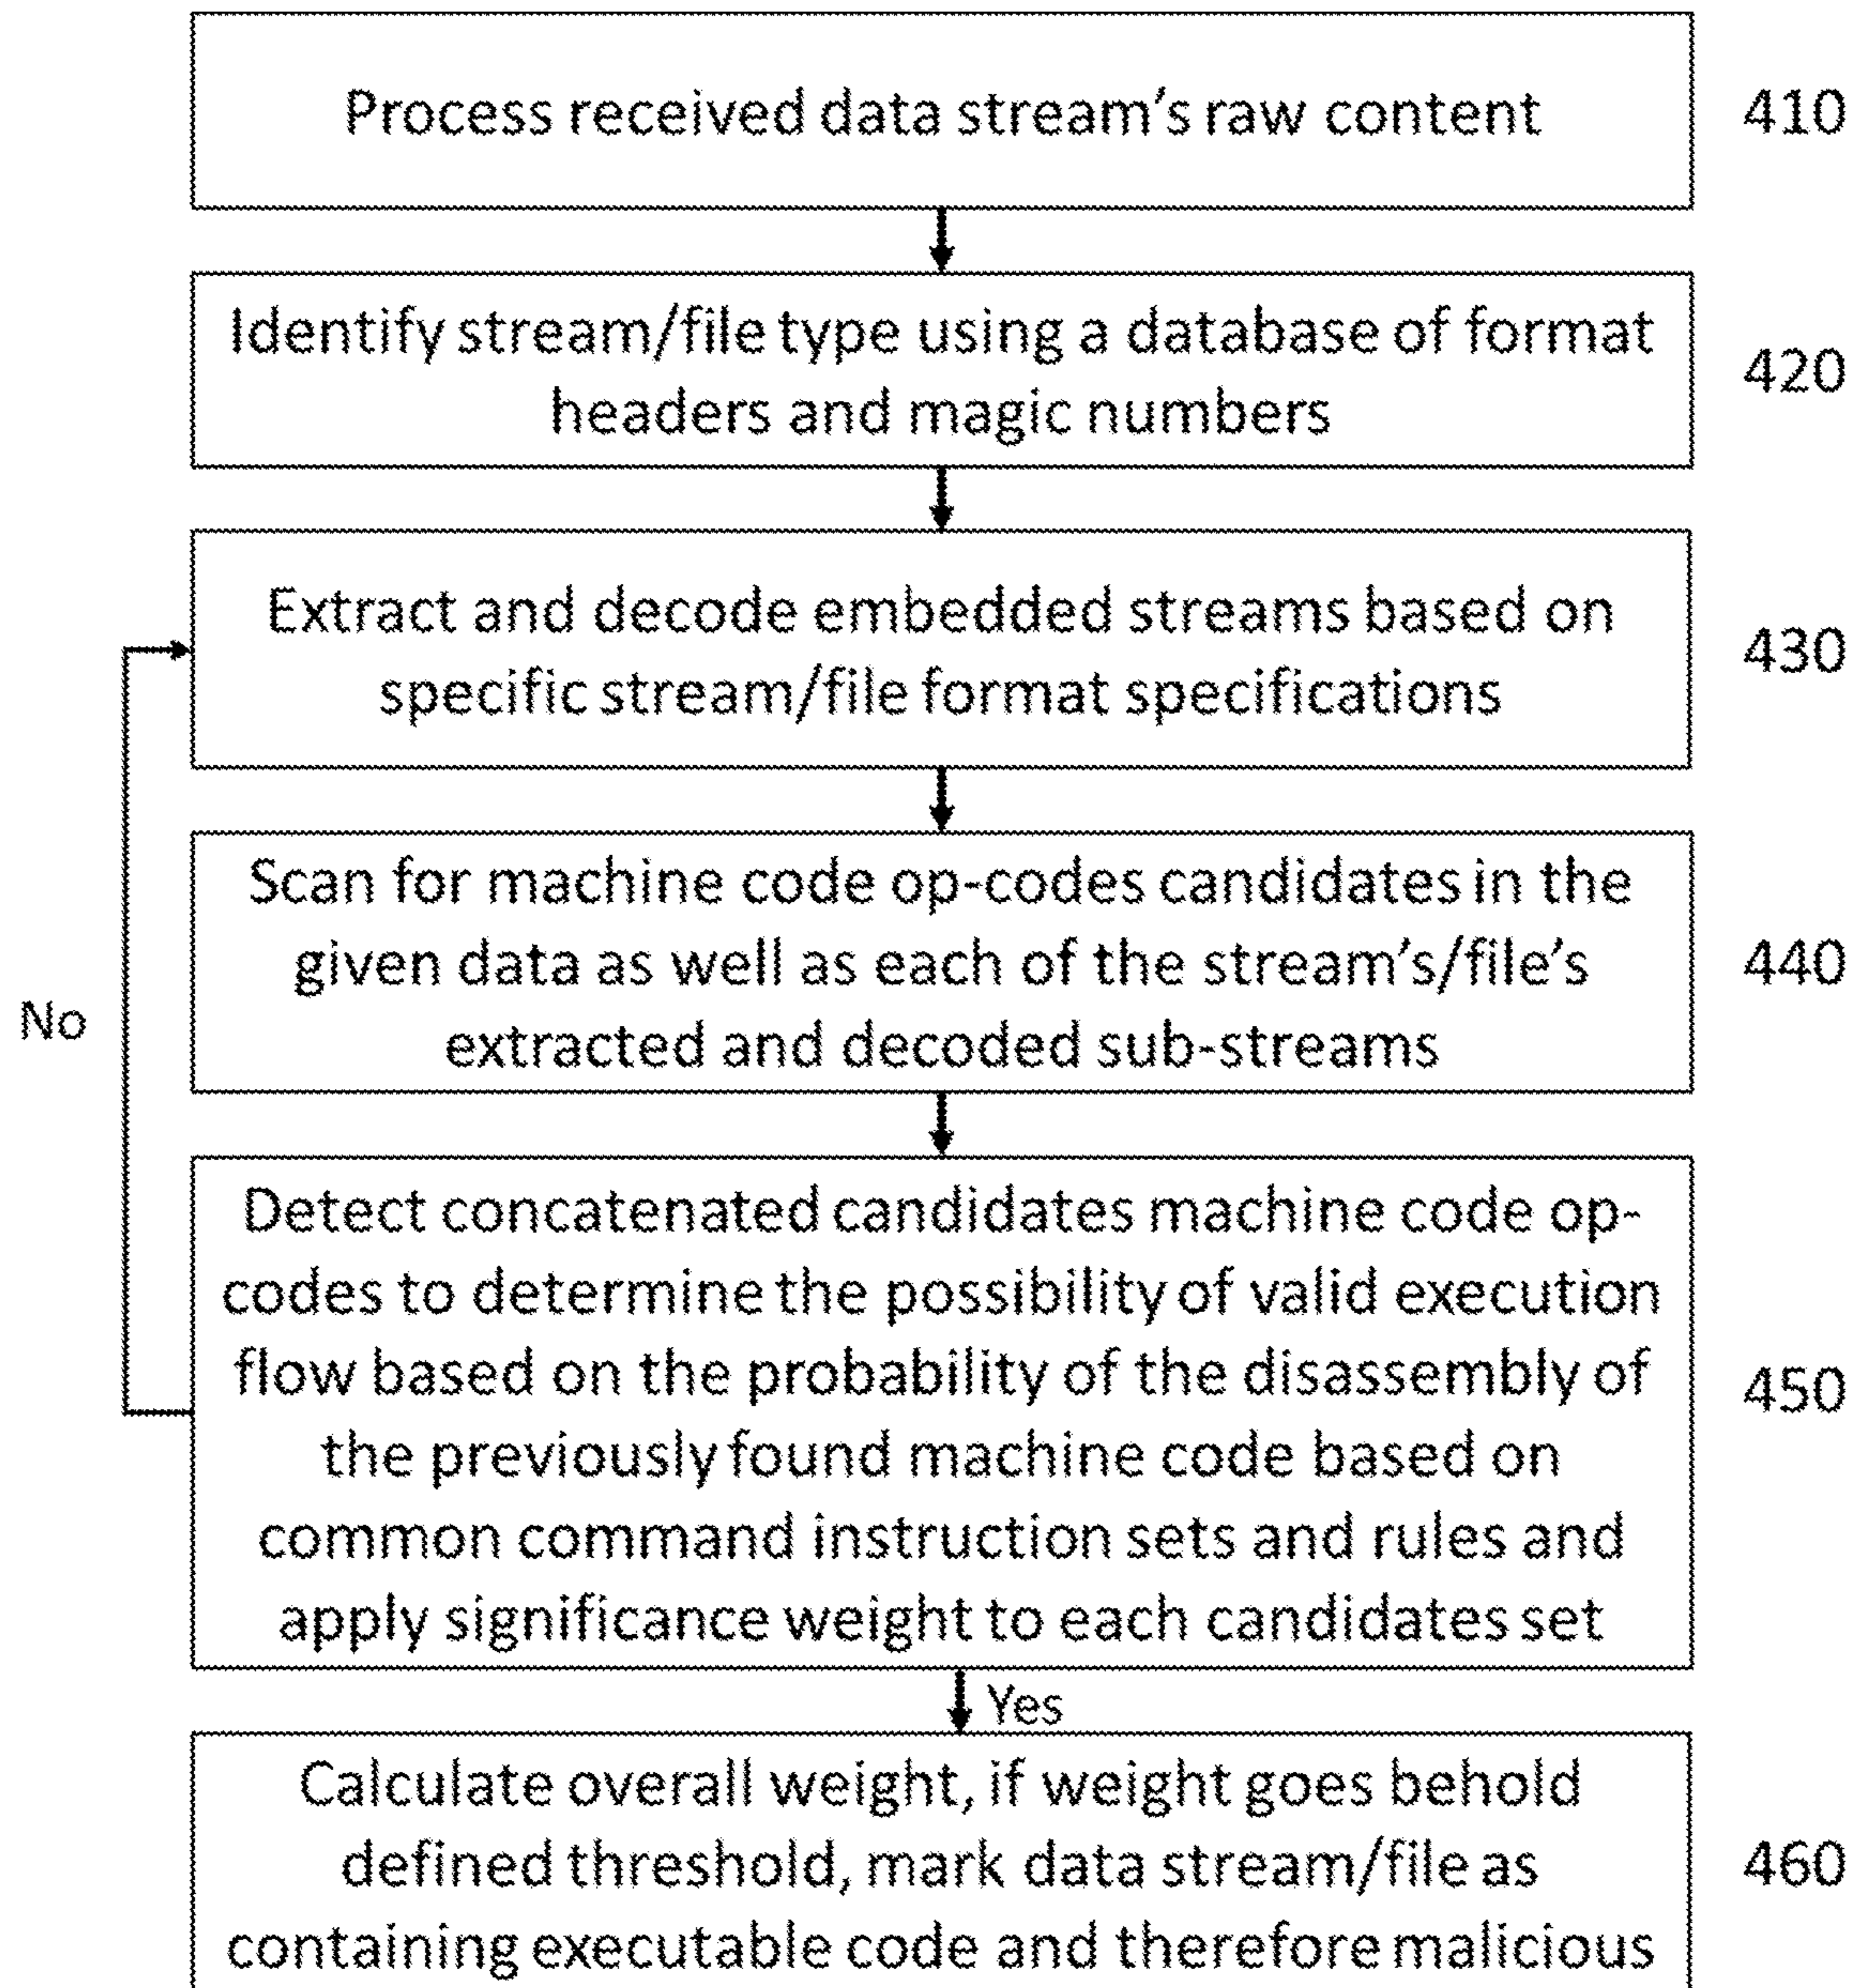 Process received data stream's raw content
410
Identify stream/file type using a database of format
headers and magic numbers
420
Extract and decode embedded streams based on
specific stream/file format specifications
430
Scan for machine code op-codes candidates in the
given data as well as each of the stream's/file's
extracted and decoded sub-streams
440
No
Detect concatenated candidates machine code op-
codes to determine the possibility of valid execution
flow based on the probability of the disassembly of
the previously found machine code based on
common command instruction sets and rules and
apply significance weight to each candidates set
450
Yes
Calculate overall weight, if weight goes behold
defined threshold, mark data stream/file as
containing executable code and therefore malicious
460